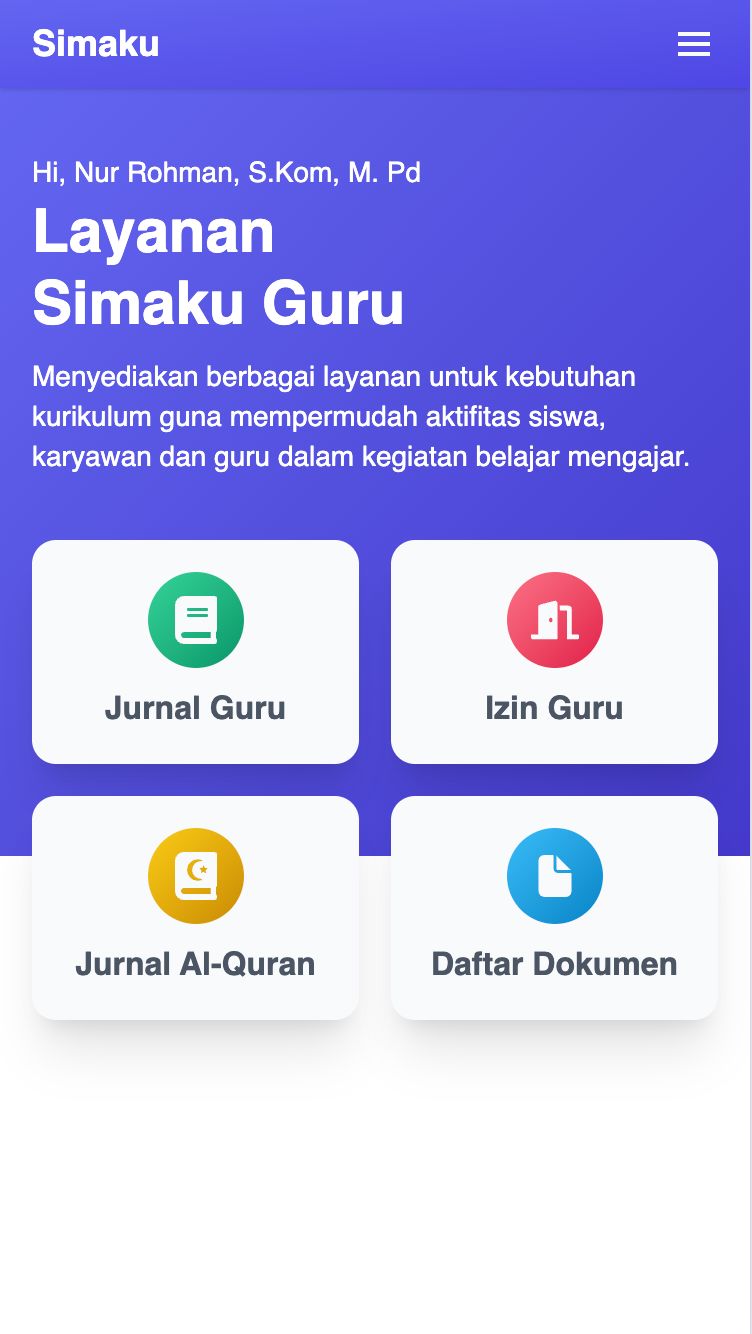 Simaku
Hi, Nur Rohman, S.Kom, M. Pd
Layanan
Simaku Guru
Menyediakan berbagai layanan untuk kebutuhan
kurikulum guna mempermudah aktifitas siswa,
karyawan dan guru dalam kegiatan belajar mengajar.
Jurnal Guru
Izin Guru
Jurnal Al-Quran
Daftar Dokumen